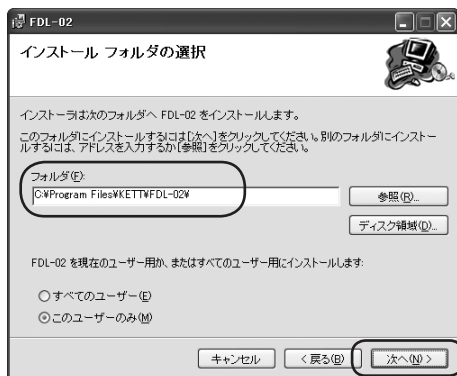 FDL-02
インストール フォルダの選択
インストーラは次のフォルダへ FDL-02 をインストールします。
このフォルダにインストールするには[次へ]をクリックしてください。別のフォルダにインストー
ルするには、アドレスを入力するか[参照]をクリックしてください。
フォルダ(F):
C:¥Program Files¥KETT¥FDL-02¥
参照(R)...
ディスク領域(D)...
FDL-02 を現在のユーザー用か、またはすべてのユーザー用にインストールします:
すべてのユーザー(E)
このユーザーのみ(M)
キャンセル
< 戻る(B)
次へ(N) >